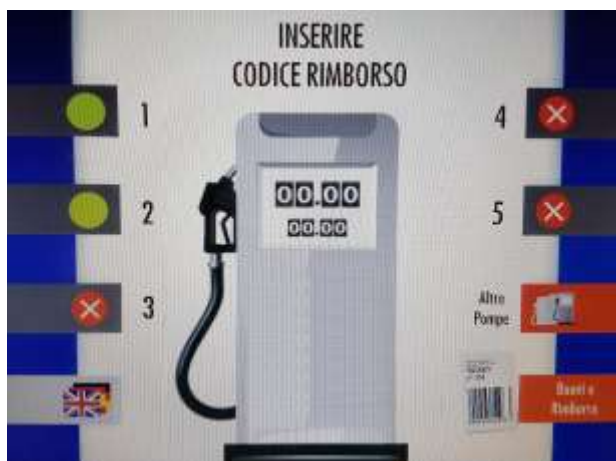 INSERIRE
CODICE RIMBORSO
1
4
00.00
00.00
2
5
3
Altre
Pompe
Buoni e
Rimborso